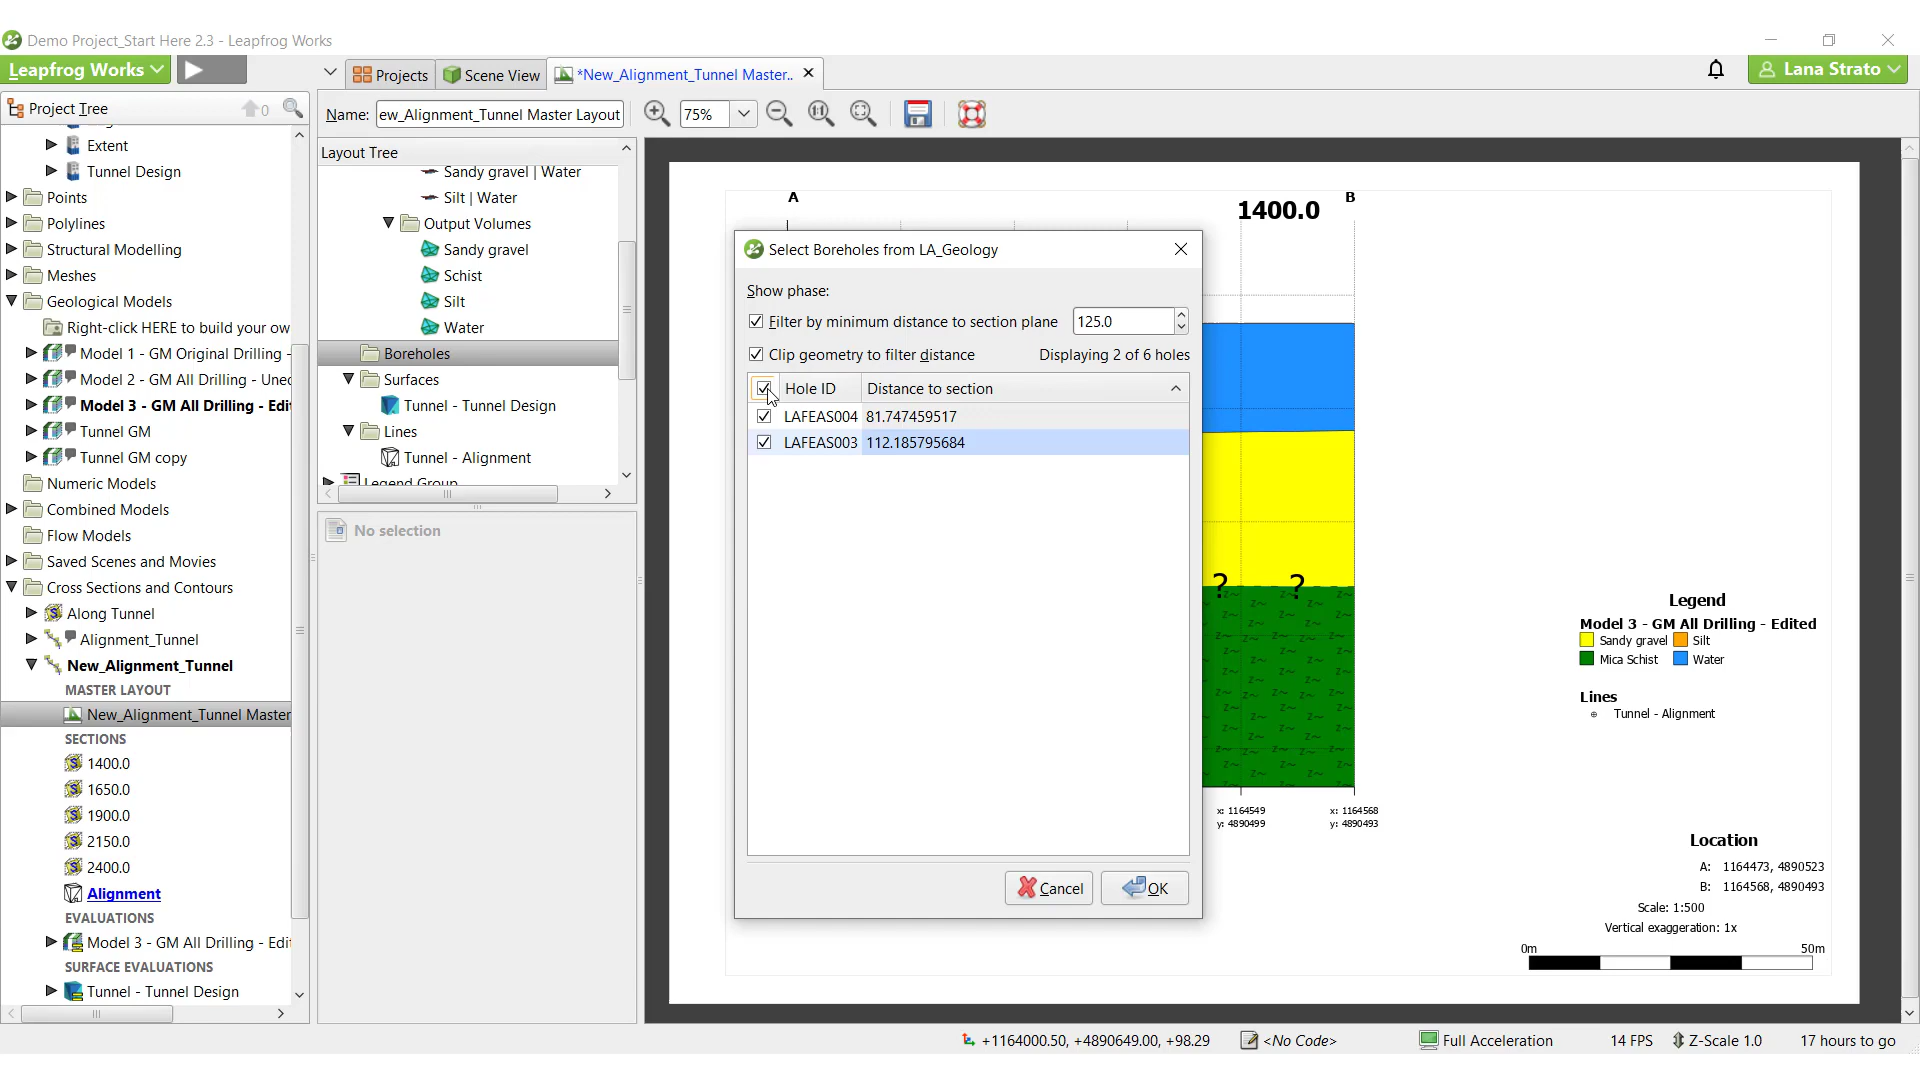 Demo Project_Start Here 2.3 - Leapfrog Works
Leapfrog Works
Projects
Scene View
*New_Alignment_Tunnel Master..
Lana Strato
Project Tree
0
Name:
ew_Alignment_Tunnel Master Layout
75%
Extent
Tunnel Design
Points
Polylines
Structural Modelling
Meshes
Geological Models
Right-click HERE to build your ow
Model 1 - GM Original Drilling -
Model 2 - GM All Drilling - Uned
Model 3 - GM All Drilling - Edit
Tunnel GM
Tunnel GM copy
Numeric Models
Combined Models
Flow Models
Saved Scenes and Movies
Cross Sections and Contours
Along Tunnel
Alignment_Tunnel
New_Alignment_Tunnel
MASTER LAYOUT
New_Alignment_Tunnel Master
SECTIONS
1400.0
1650.0
1900.0
2150.0
2400.0
Alignment
EVALUATIONS
Model 3 - GM All Drilling - Edit
SURFACE EVALUATIONS
Tunnel - Tunnel Design
Layout Tree
Sandy gravel | Water
Silt | Water
Output Volumes
Sandy gravel
Schist
Silt
Water
Boreholes
Surfaces
Tunnel - Tunnel Design
Lines
Tunnel - Alignment
Legend Group
No selection
A
B
1400.0
Select Boreholes from LA_Geology
Show phase:
Filter by minimum distance to section plane
125.0
Clip geometry to filter distance
Displaying 2 of 6 holes
Hole ID
Distance to section
LAFEAS004 81.747459517
LAFEAS003 112.185795684
Cancel
OK
? ?
x: 1164549
y: 4890499
x: 1164568
y: 4890493
Legend
Model 3 - GM All Drilling - Edited
Sandy gravel
Silt
Mica Schist
Water
Lines
Tunnel - Alignment
Location
A: 1164473, 4890523
B: 1164568, 4890493
Scale: 1:500
Vertical exaggeration: 1x
0m
50m
+1164000.50, +4890649.00, +98.29
<No Code>
Full Acceleration
14 FPS
Z-Scale 1.0
17 hours to go